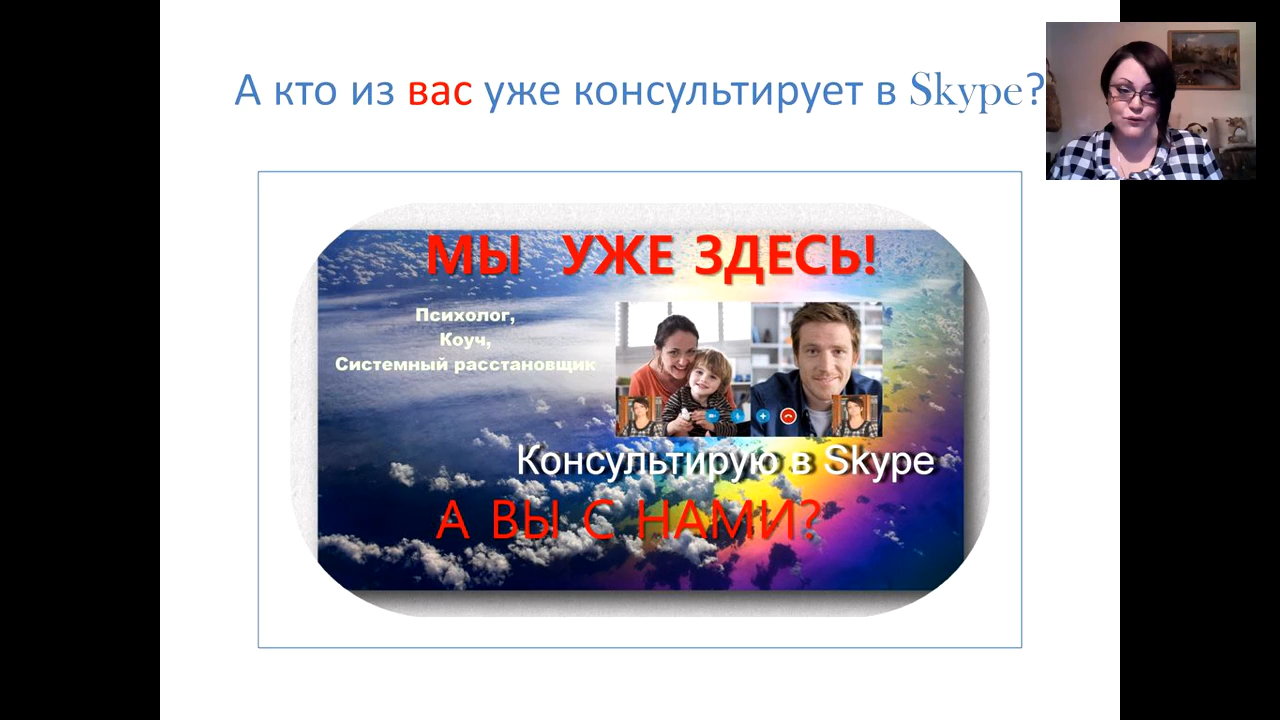 А кто из вас уже консультирует в Skype?
МЫ УЖЕ ЗДЕСЬ!
Психолог,
Коуч,
Системный расстановщик
Консультирую в Skype
А ВЫ С НАМИ?